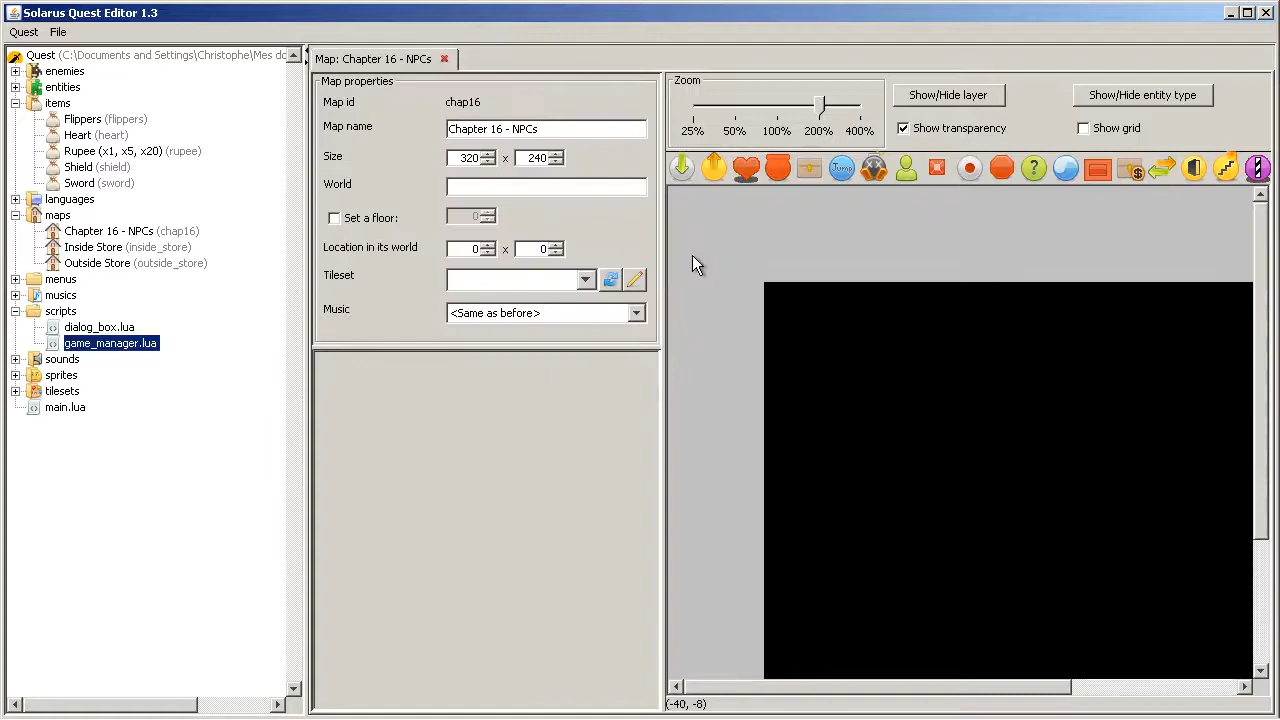 Solarus Quest Editor 1.3
Quest File
Quest (C:\Documents and Settings\Christophe\Mes do
enemies
entities
items
Flippers (flippers)
Heart (heart)
Rupee (x1, x5, x20) (rupee)
Shield (shield)
Sword (sword)
languages
maps
Chapter 16 - NPCs (chap16)
Inside Store (inside_store)
Outside Store (outside_store)
menus
musics
scripts
dialog_box.lua
game_manager.lua
sounds
sprites
tilesets
main.lua
Map: Chapter 16 - NPCs
Map properties
Map id chap16
Map name Chapter 16 - NPCs
Size 320 x 240
World
Set a floor: 0
Location in its world 0 x 0
Tileset
Music <Same as before>
Zoom
25% 50% 100% 200% 400%
Show/Hide layer Show/Hide entity type
Show transparency Show grid
Jump ? $
(-40, -8)